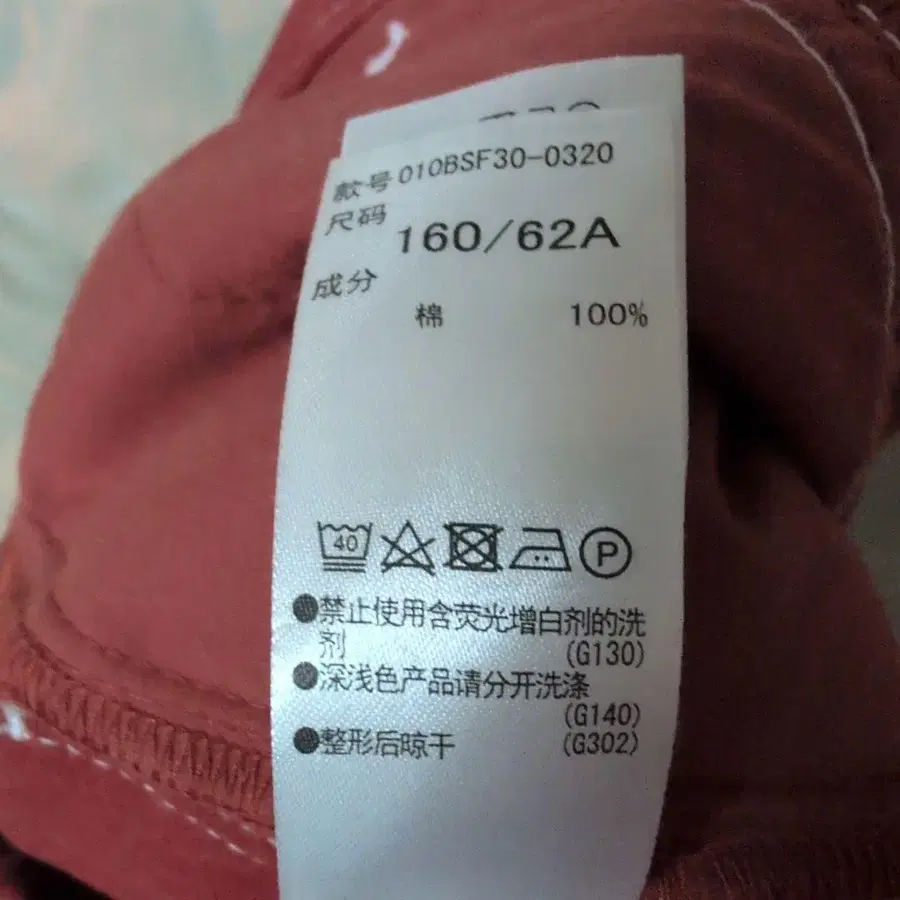 款号 010BSF30-0320
尺码
160/62A
成分
棉 100%
40 P
●禁止使用含荧光增白剂的洗
剂 (G130)
●深浅色产品请分开洗涤
(G140)
●整形后晾干 (G302)